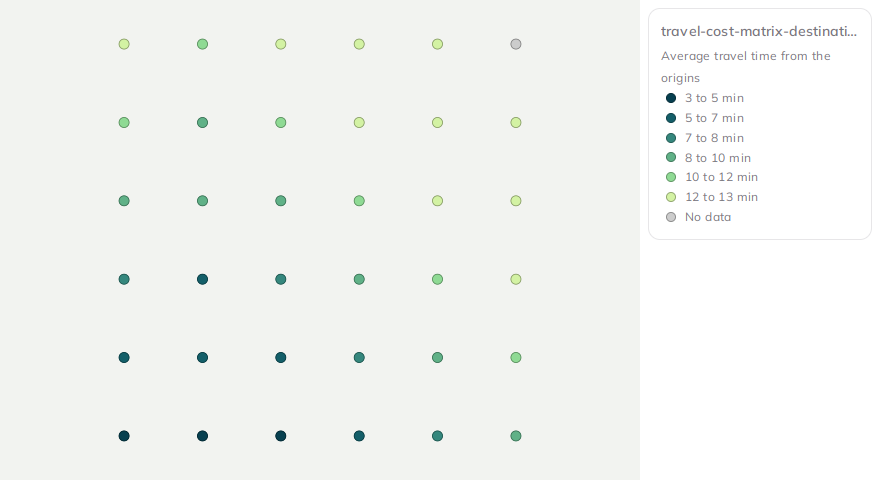 travel-cost-matrix-destinati...
Average travel time from the
origins
3 to 5 min
5 to 7 min
7 to 8 min
8 to 10 min
10 to 12 min
12 to 13 min
No data